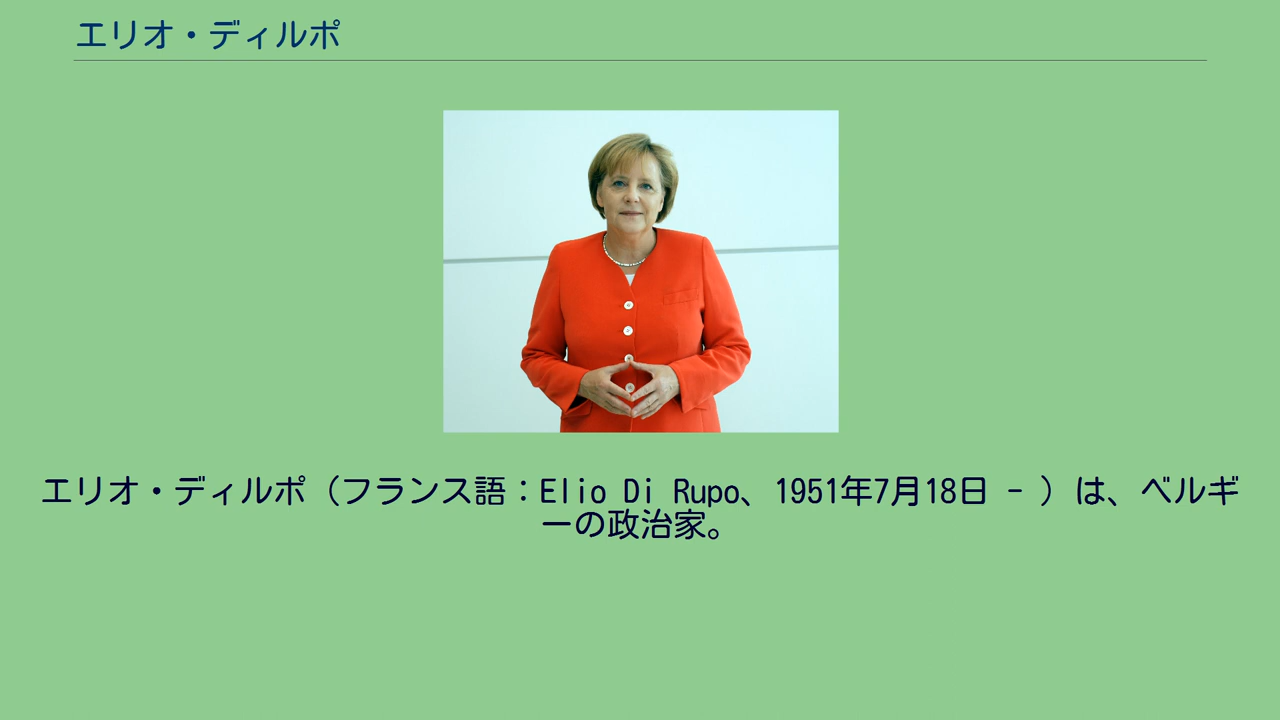 エリオ・ディルポ
エリオ・ディルポ（フランス語：Elio Di Rupo、1951年7月18日 - ）は、ベルギ
ーの政治家。